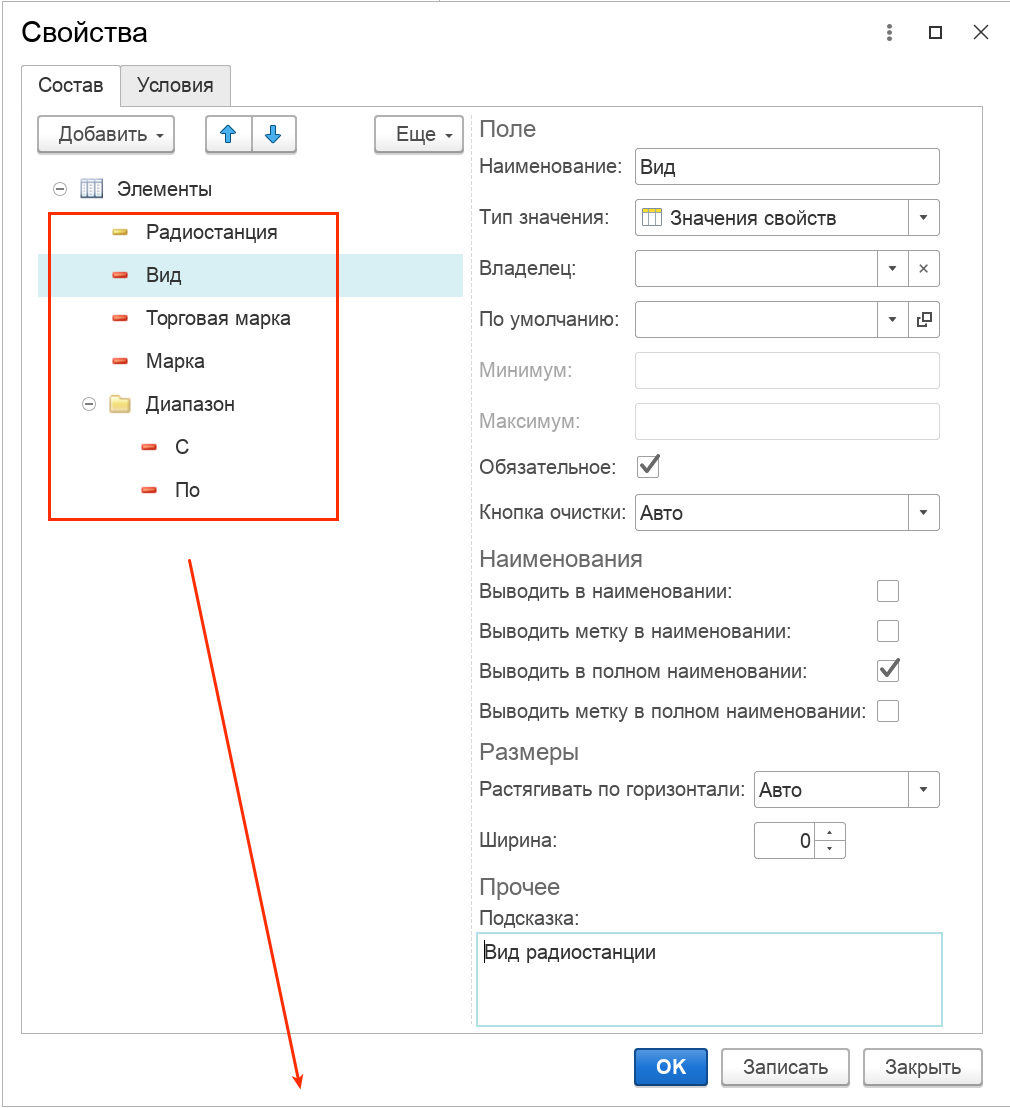 Свойства
Состав
Условия
Добавить
Еще
Элементы
Радиостанция
Вид
Торговая марка
Марка
Диапазон
С
По
Поле
Наименование: Вид
Тип значения: Значения свойств
Владелец:
По умолчанию:
Минимум:
Максимум:
Обязательное:
Кнопка очистки: Авто
Наименования
Выводить в наименовании:
Выводить метку в наименовании:
Выводить в полном наименовании:
Выводить метку в полном наименовании:
Размеры
Растягивать по горизонтали: Авто
Ширина: 0
Прочее
Подсказка:
Вид радиостанции
OK
Записать
Закрыть